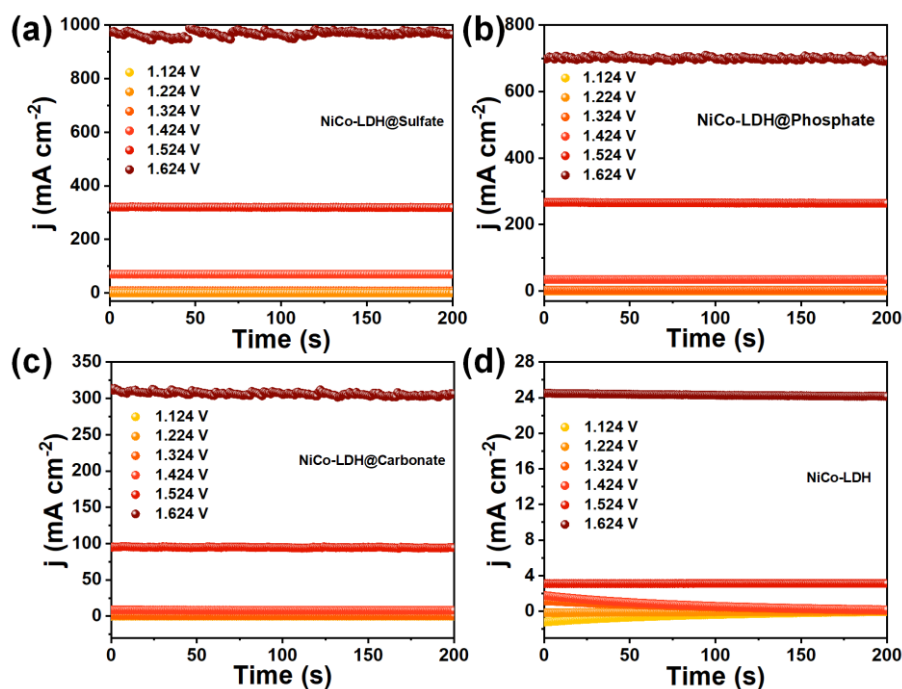 (a)
1000
800
600
400
200
0
j (mA cm-2)
1.124 V
1.224 V
1.324 V
1.424 V
1.524 V
1.624 V
NiCo-LDH@Sulfate
0 50 100 150 200
Time (s)
(b)
800
600
400
200
0
j (mA cm-2)
1.124 V
1.224 V
1.324 V
1.424 V
1.524 V
1.624 V
NiCo-LDH@Phosphate
0 50 100 150 200
Time (s)
(c)
350
300
250
200
150
100
50
0
j (mA cm-2)
1.124 V
1.224 V
1.324 V
1.424 V
1.524 V
1.624 V
NiCo-LDH@Carbonate
0 50 100 150 200
Time (s)
(d)
28
24
20
16
12
8
4
0
j (mA cm-2)
1.124 V
1.224 V
1.324 V
1.424 V
1.524 V
1.624 V
NiCo-LDH
0 50 100 150 200
Time (s)